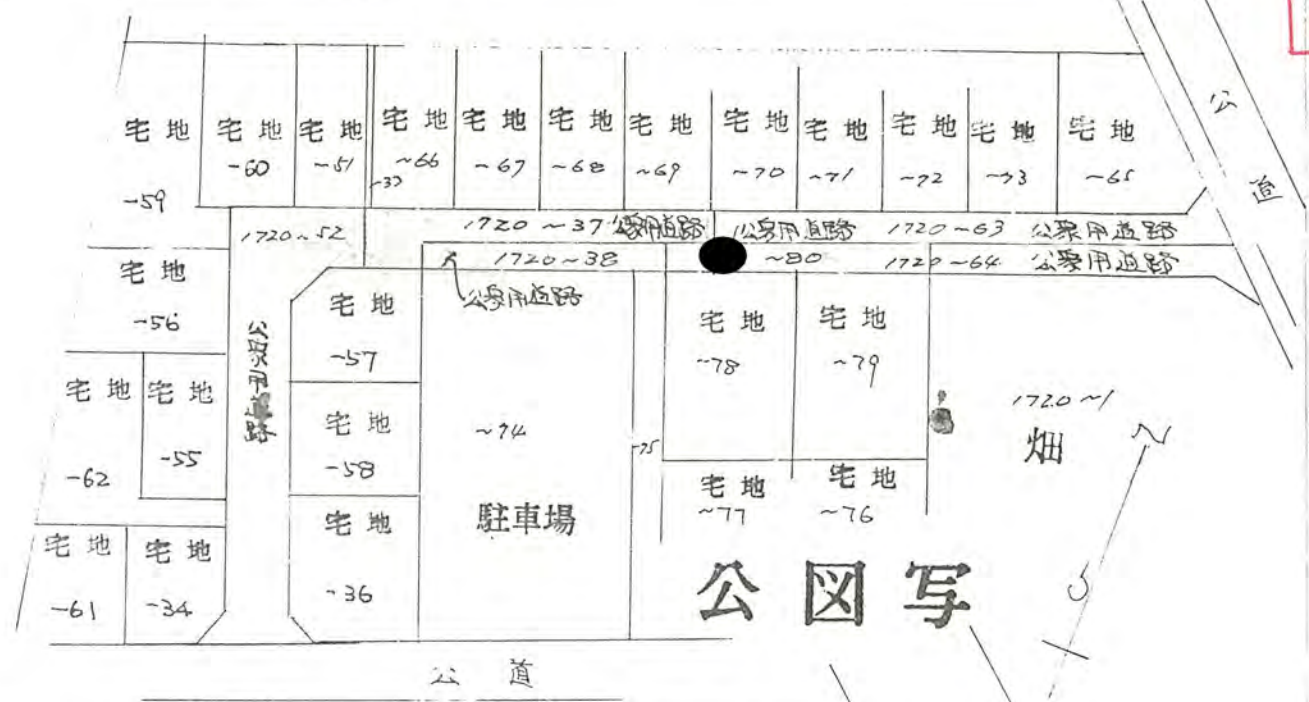 宅地 宅地 宅地 宅地 宅地 宅地 宅地 宅地 宅地 宅地 宅地 宅地
-59 -60 ~51 ~66 ~67 ~68 ~69 ~70 ~71 ~72 ~73 ~65
公道
1720~52
1720~37 公衆用道路
公衆用道路 1720~63 公衆用道路
1720~38
~80 1720~64 公衆用道路
公衆用道路
宅地
-56
宅地
-57
宅地
~78
宅地
~79
公衆用道路
宅地
-62
宅地
-55
宅地
-58
~74
駐車場
-75
1720~1
畑
N
宅地
~77
宅地
~76
宅地
-61
宅地
-34
宅地
-36
公図写
公道